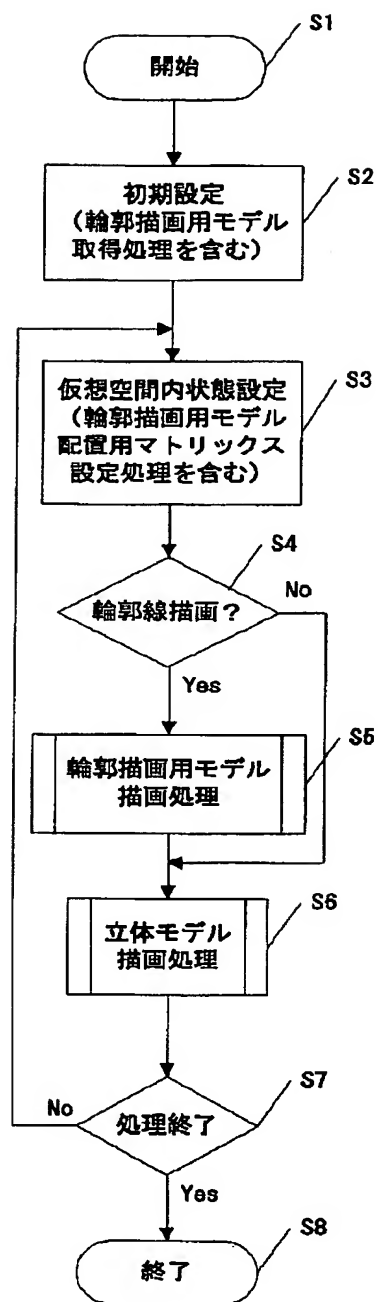 S1
開始
S2
初期設定
(輪郭描画用モデル
取得処理を含む)
S3
仮想空間内状態設定
(輪郭描画用モデル
配置用マトリックス
設定処理を含む)
S4
輪郭線描画?
No
Yes
S5
輪郭描画用モデル
描画処理
S6
立体モデル
描画処理
S7
No
処理終了
Yes
S8
終了